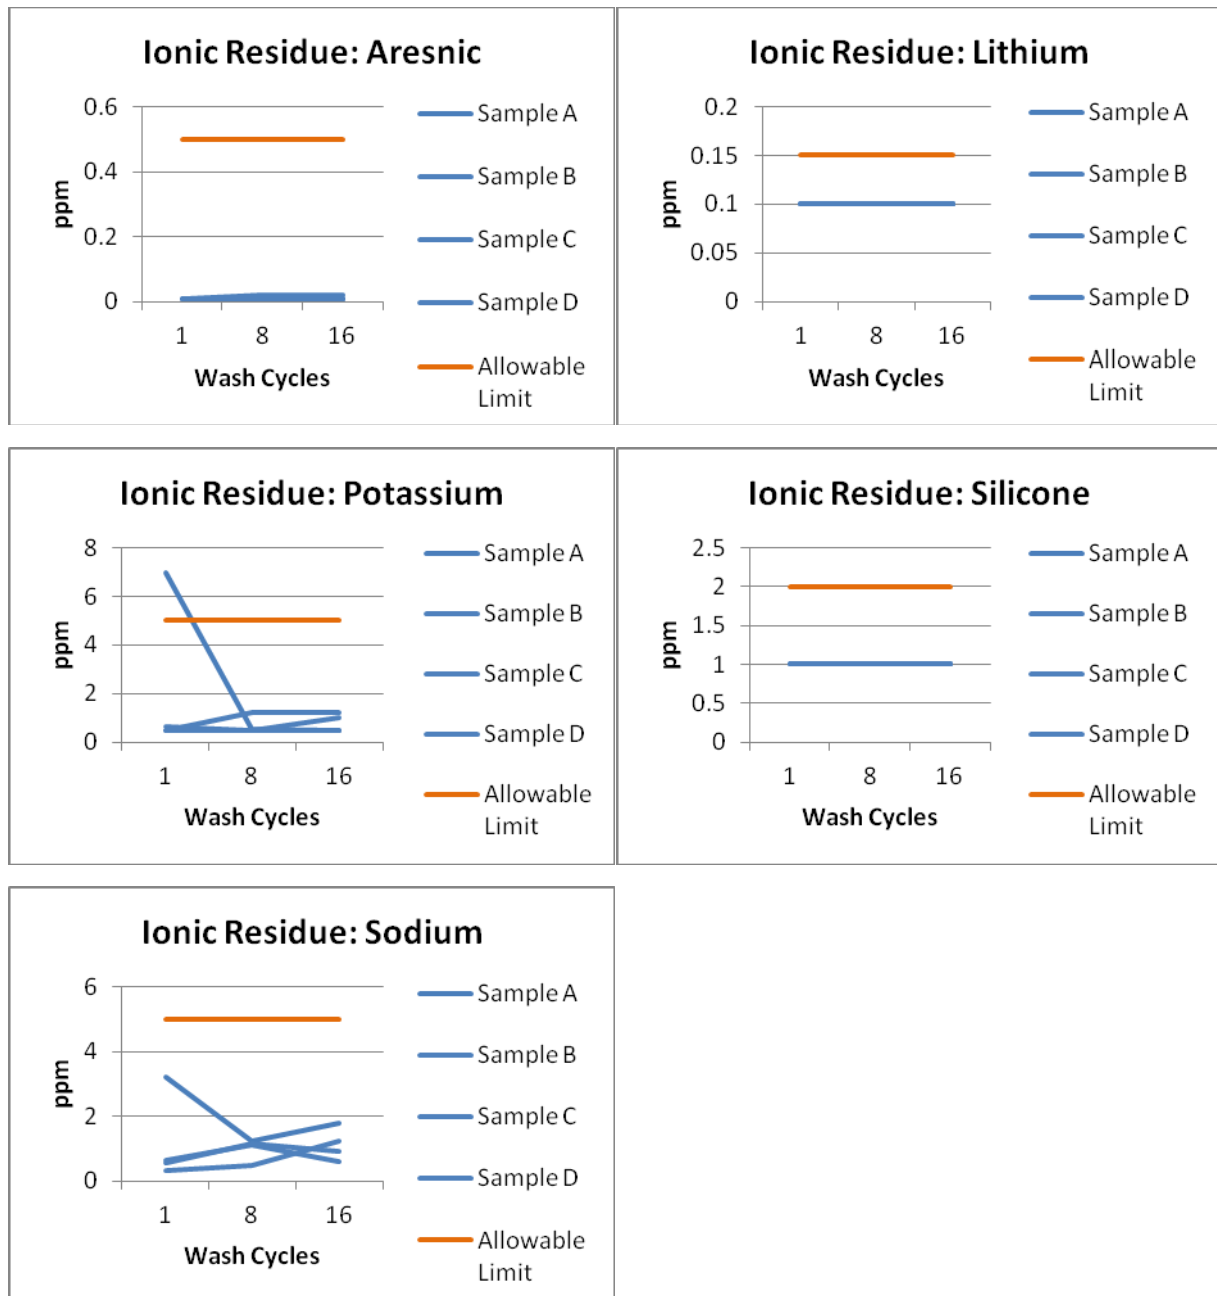 Ionic Residue: Aresnic
0.6
0.4
0.2
0
ppm
1 8 16
Wash Cycles
Sample A
Sample B
Sample C
Sample D
Allowable
Limit
Ionic Residue: Lithium
0.2
0.15
0.1
0.05
0
ppm
1 8 16
Wash Cycles
Sample A
Sample B
Sample C
Sample D
Allowable
Limit
Ionic Residue: Potassium
8
6
4
2
0
ppm
1 8 16
Wash Cycles
Sample A
Sample B
Sample C
Sample D
Allowable
Limit
Ionic Residue: Silicone
2.5
2
1.5
1
0.5
0
ppm
1 8 16
Wash Cycles
Sample A
Sample B
Sample C
Sample D
Allowable
Limit
Ionic Residue: Sodium
6
4
2
0
ppm
1 8 16
Wash Cycles
Sample A
Sample B
Sample C
Sample D
Allowable
Limit